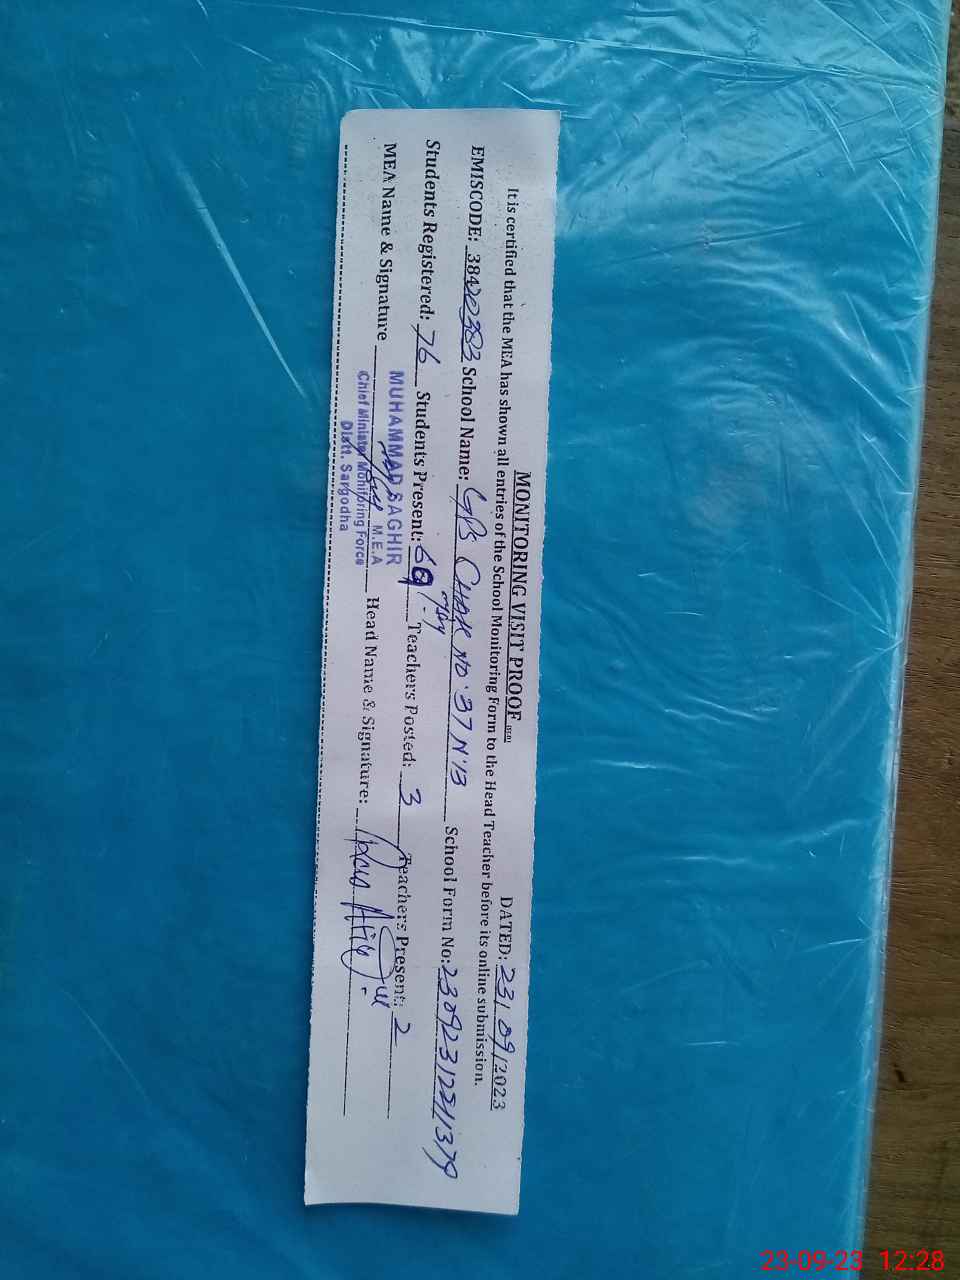 MONITORING VISIT PROOF
DATED: 23/09/2023
It is certified that the MEA has shown all entries of the School Monitoring Form to the Head Teacher before its online submission.
EMISCODE: 38420383 School Name: GPS CHAK NO. 37 N.B School Form No: 23092312211379
Students Registered: 76 Students Present: 69 Teachers Posted: 3 Teachers Present: 2
MEA Name & Signature Head Name & Signature:
MUHAMMAD SAGHIR
M.E.A
Chief Minister Monitoring Force
Distt. Sargodha
23-09-23 12:28